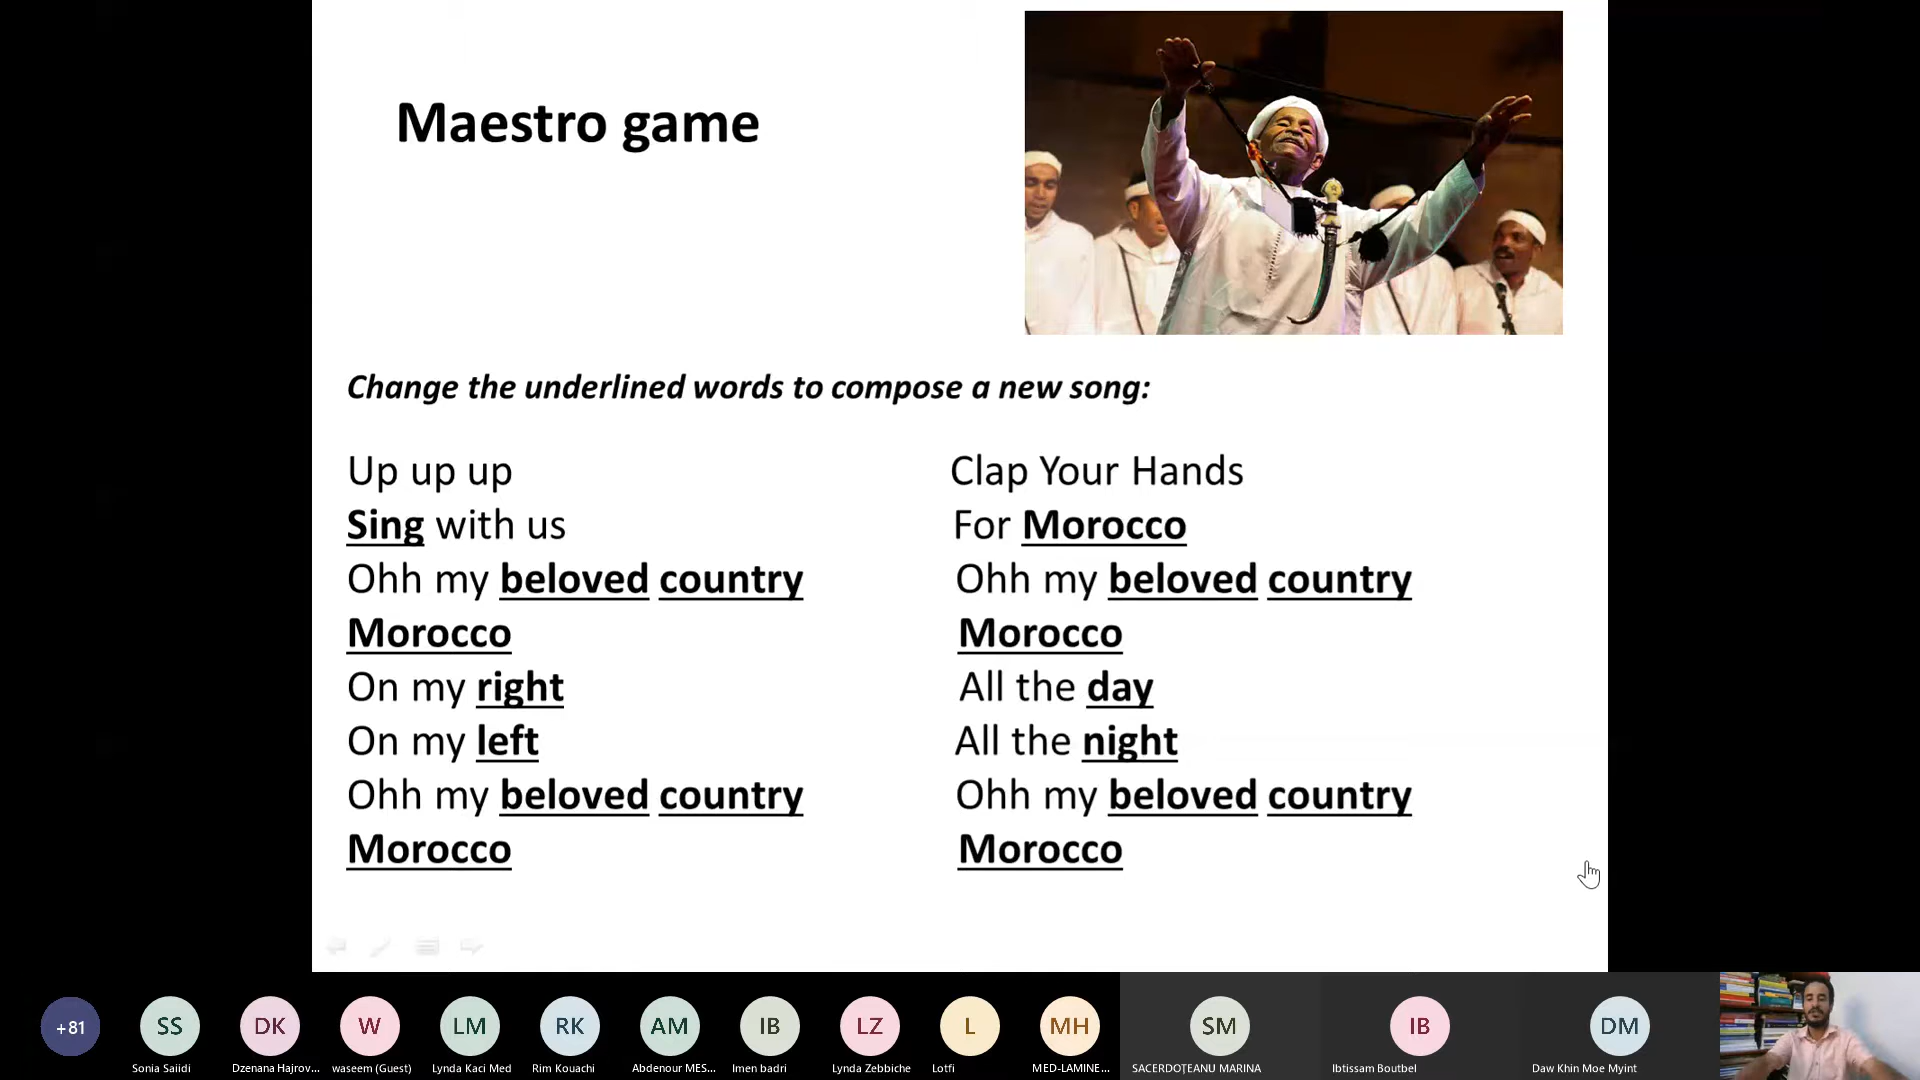 Maestro game
Change the underlined words to compose a new song:
Up up up
Sing with us
Ohh my beloved country
Morocco
On my right
On my left
Ohh my beloved country
Morocco
Clap Your Hands
For Morocco
Ohh my beloved country
Morocco
All the day
All the night
Ohh my beloved country
Morocco
+81
SS
Sonia Saiidi
DK
Dzenana Hajrov...
W
waseem (Guest)
LM
Lynda Kaci Med
RK
Rim Kouachi
AM
Abdenour MES...
IB
Imen badri
LZ
Lynda Zebbiche
L
Lotfi
MH
MED-LAMINE...
SM
SACERDOȚEANU MARINA
IB
Ibtissam Boutbel
DM
Daw Khin Moe Myint